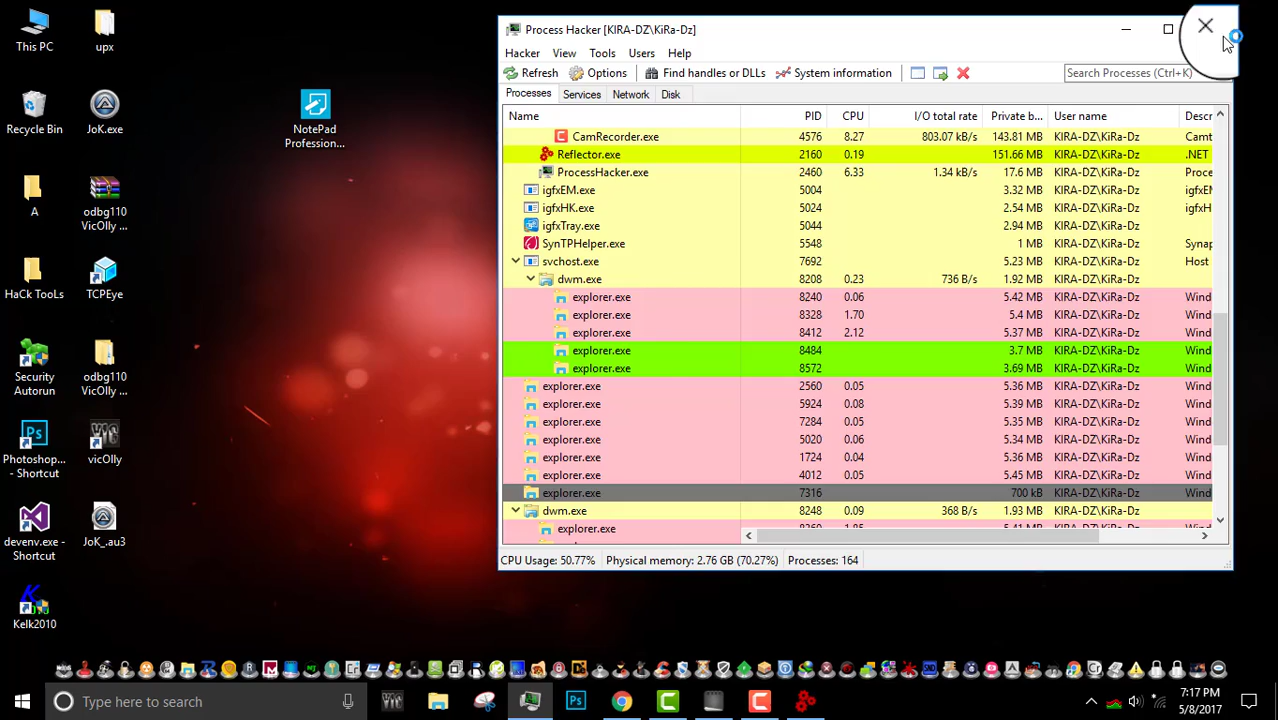 This PC
upx
Recycle Bin
JoK.exe
NotePad
Profession...
A
odbg110
VicOlly ...
HaCk TooLs
TCPEye
Security
Autorun
odbg110
VicOlly ...
Photoshop...
- Shortcut
vicOlly
devenv.exe -
Shortcut
JoK_.au3
Kelk2010
Process Hacker [KIRA-DZ\KiRa-Dz]
Hacker View Tools Users Help
Refresh Options Find handles or DLLs System information Search Processes (Ctrl+K)
Processes Services Network Disk
Name PID CPU I/O total rate Private b... User name Descr
CamRecorder.exe 4576 8.27 803.07 kB/s 143.81 MB KIRA-DZ\KiRa-Dz Camt
Reflector.exe 2160 0.19 151.66 MB KIRA-DZ\KiRa-Dz .NET
ProcessHacker.exe 2460 6.33 1.34 kB/s 17.6 MB KIRA-DZ\KiRa-Dz Proce
igfxEM.exe 5004 3.32 MB KIRA-DZ\KiRa-Dz igfxEM
igfxHK.exe 5024 2.54 MB KIRA-DZ\KiRa-Dz igfxH
igfxTray.exe 5044 2.94 MB KIRA-DZ\KiRa-Dz
SynTPHelper.exe 5548 1 MB KIRA-DZ\KiRa-Dz Synap
svchost.exe 7692 5.23 MB KIRA-DZ\KiRa-Dz Host
dwm.exe 8208 0.23 736 B/s 1.92 MB KIRA-DZ\KiRa-Dz
explorer.exe 8240 0.06 5.42 MB KIRA-DZ\KiRa-Dz Wind
explorer.exe 8328 1.70 5.4 MB KIRA-DZ\KiRa-Dz Wind
explorer.exe 8412 2.12 5.37 MB KIRA-DZ\KiRa-Dz Wind
explorer.exe 8484 3.7 MB KIRA-DZ\KiRa-Dz Wind
explorer.exe 8572 3.69 MB KIRA-DZ\KiRa-Dz Wind
explorer.exe 2560 0.05 5.36 MB KIRA-DZ\KiRa-Dz Wind
explorer.exe 5924 0.08 5.39 MB KIRA-DZ\KiRa-Dz Wind
explorer.exe 7284 0.05 5.35 MB KIRA-DZ\KiRa-Dz Wind
explorer.exe 5020 0.06 5.34 MB KIRA-DZ\KiRa-Dz Wind
explorer.exe 1724 0.04 5.36 MB KIRA-DZ\KiRa-Dz Wind
explorer.exe 4012 0.05 5.45 MB KIRA-DZ\KiRa-Dz Wind
explorer.exe 7316 700 kB KIRA-DZ\KiRa-Dz Wind
dwm.exe 8248 0.09 368 B/s 1.93 MB KIRA-DZ\KiRa-Dz
explorer.exe 8260 1.85 5.41 MB KIRA-DZ\KiRa-Dz Wind
CPU Usage: 50.77% Physical memory: 2.76 GB (70.27%) Processes: 164
Type here to search
7:17 PM
5/8/2017